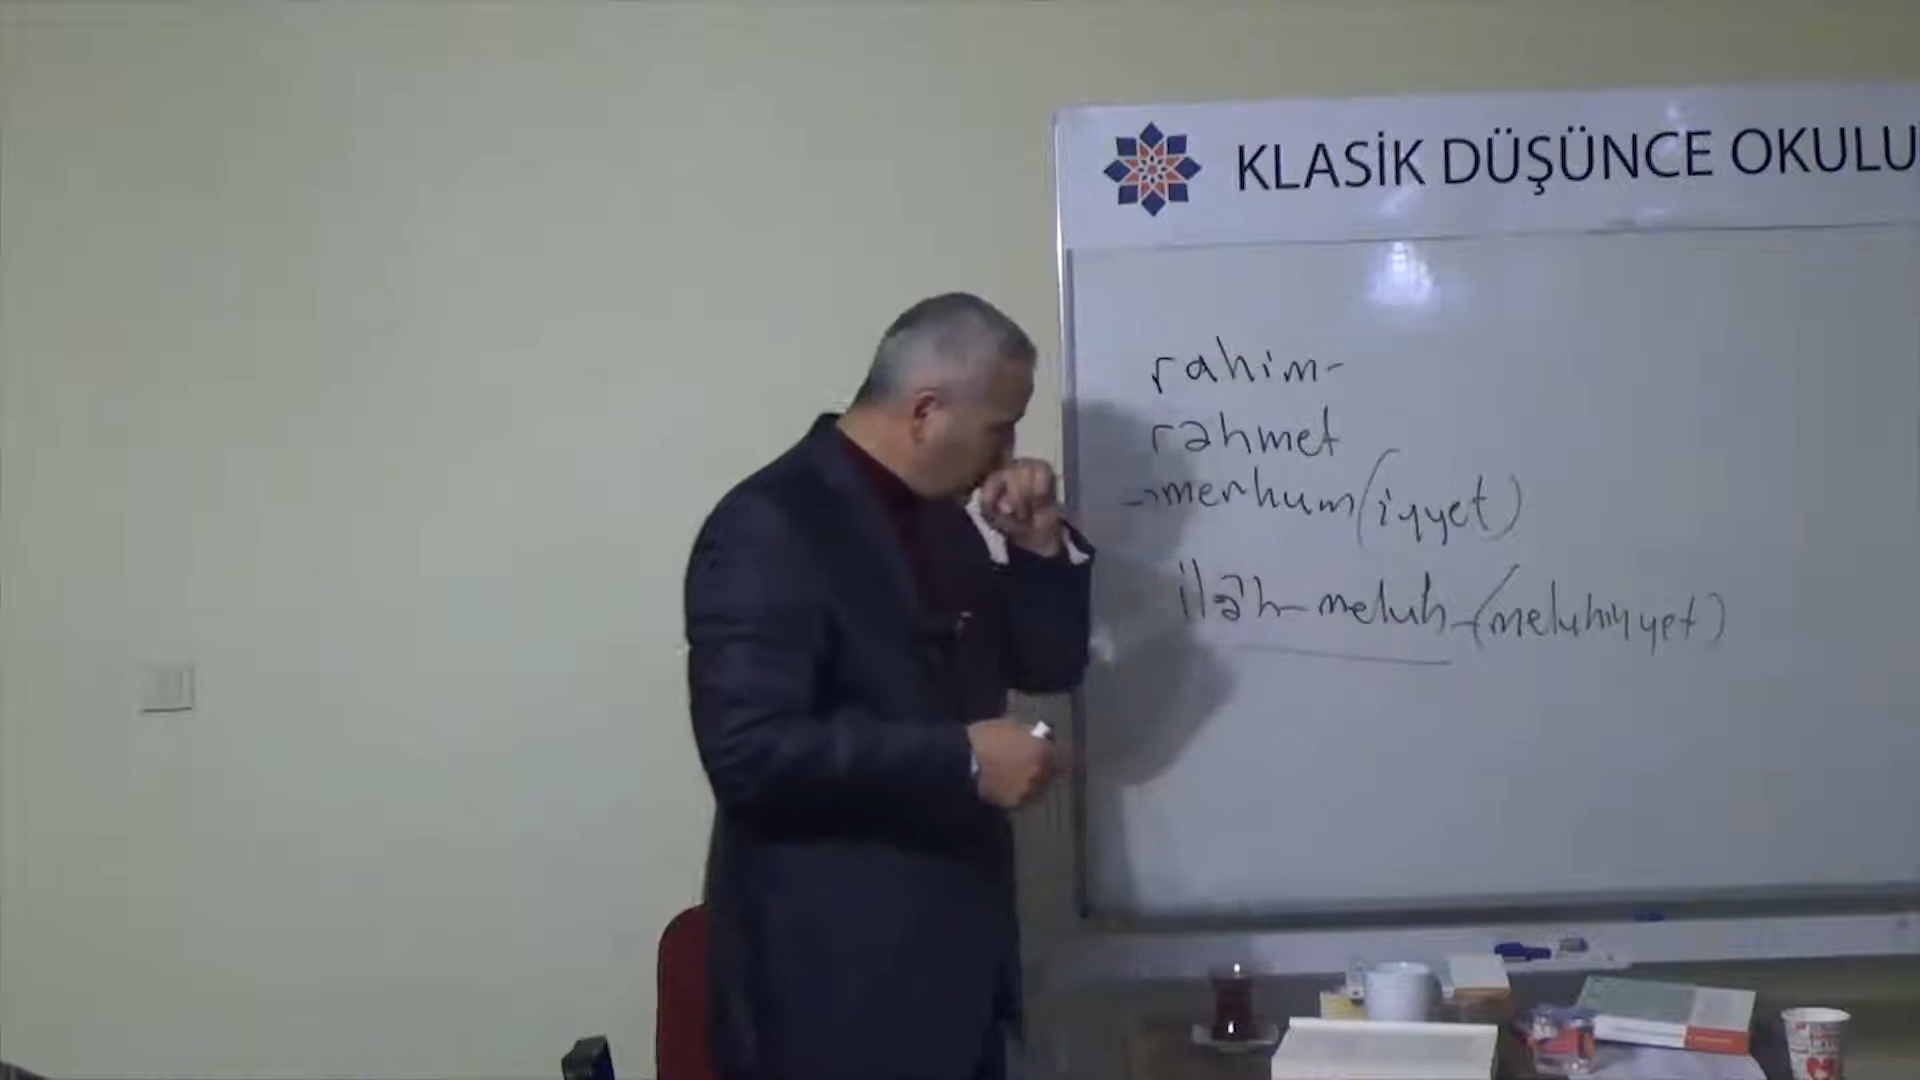 KLASİK DÜŞÜNCE OKULU
rahim-
rahmet
→merhum(iyyet)
ilâh-meluh-(meluhiyyet)